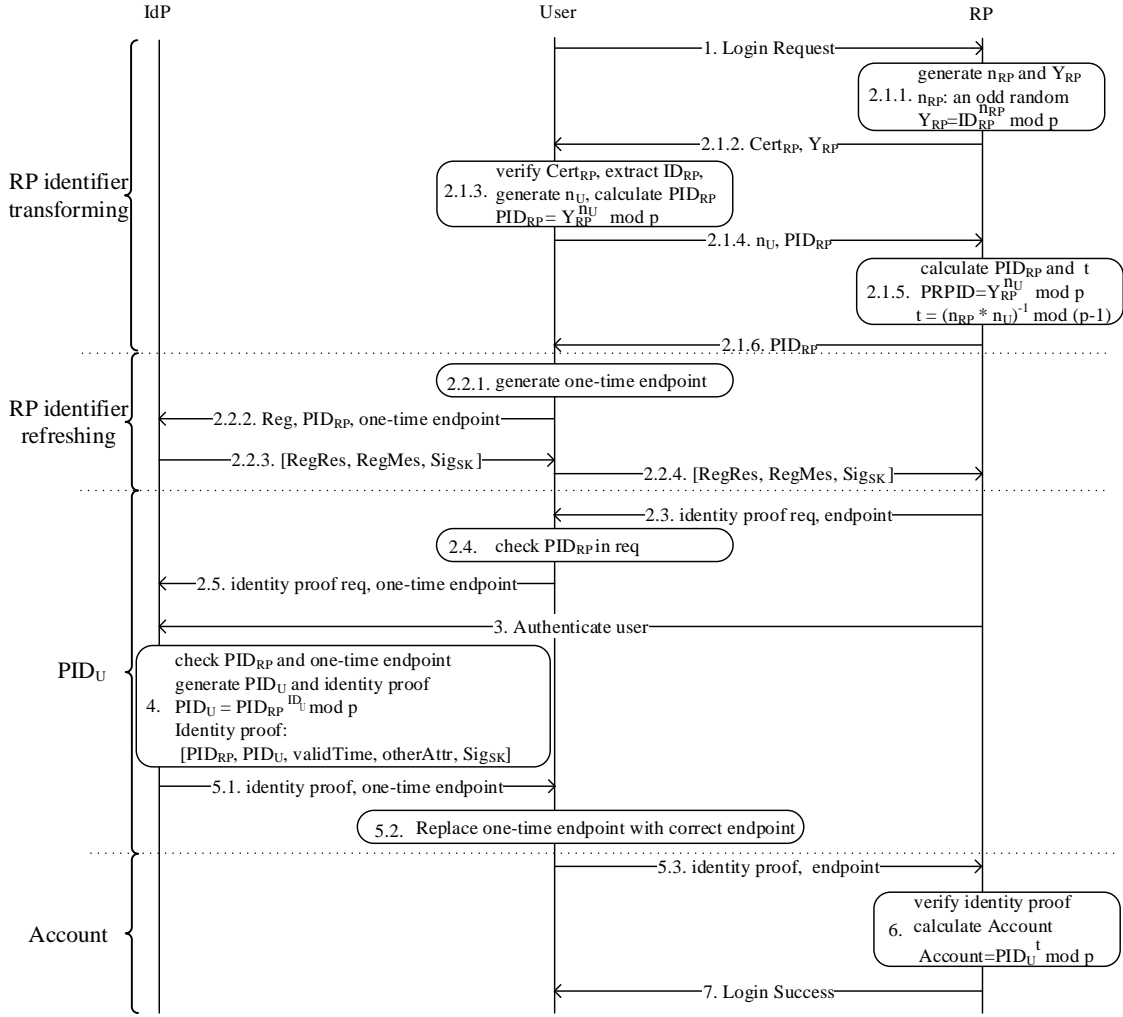 IdP User RP
1. Login Request
generate nRP and YRP
2.1.1. nRP: an odd random
YRP=IDRP^nRP mod p
2.1.2. CertRP, YRP
verify CertRP, extract IDRP,
2.1.3. generate nU, calculate PIDRP
PIDRP= YRP^nU mod p
RP identifier
transforming
2.1.4. nU, PIDRP
calculate PIDRP and t
2.1.5. PRPID=YRP^nU mod p
t = (nRP * nU)^-1 mod (p-1)
2.1.6. PIDRP
2.2.1. generate one-time endpoint
RP identifier
refreshing
2.2.2. Reg, PIDRP, one-time endpoint
2.2.3. [RegRes, RegMes, SigSK]
2.2.4. [RegRes, RegMes, SigSK]
2.3. identity proof req, endpoint
2.4. check PIDRP in req
2.5. identity proof req, one-time endpoint
3. Authenticate user
PIDU
check PIDRP and one-time endpoint
generate PIDU and identity proof
4. PIDU = PIDRP^IDU mod p
Identity proof:
[PIDRP, PIDU, validTime, otherAttr, SigSK]
5.1. identity proof, one-time endpoint
5.2. Replace one-time endpoint with correct endpoint
5.3. identity proof, endpoint
Account
verify identity proof
6. calculate Account
Account=PIDU^t mod p
7. Login Success